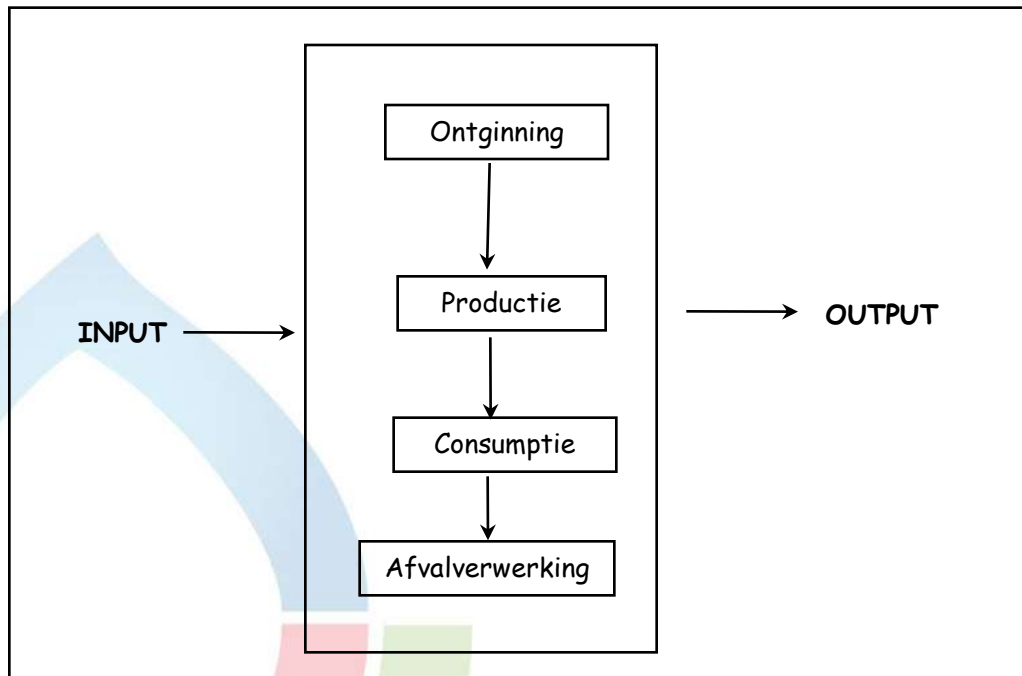 Ontginning
Productie
INPUT
OUTPUT
Consumptie
Afvalverwerking